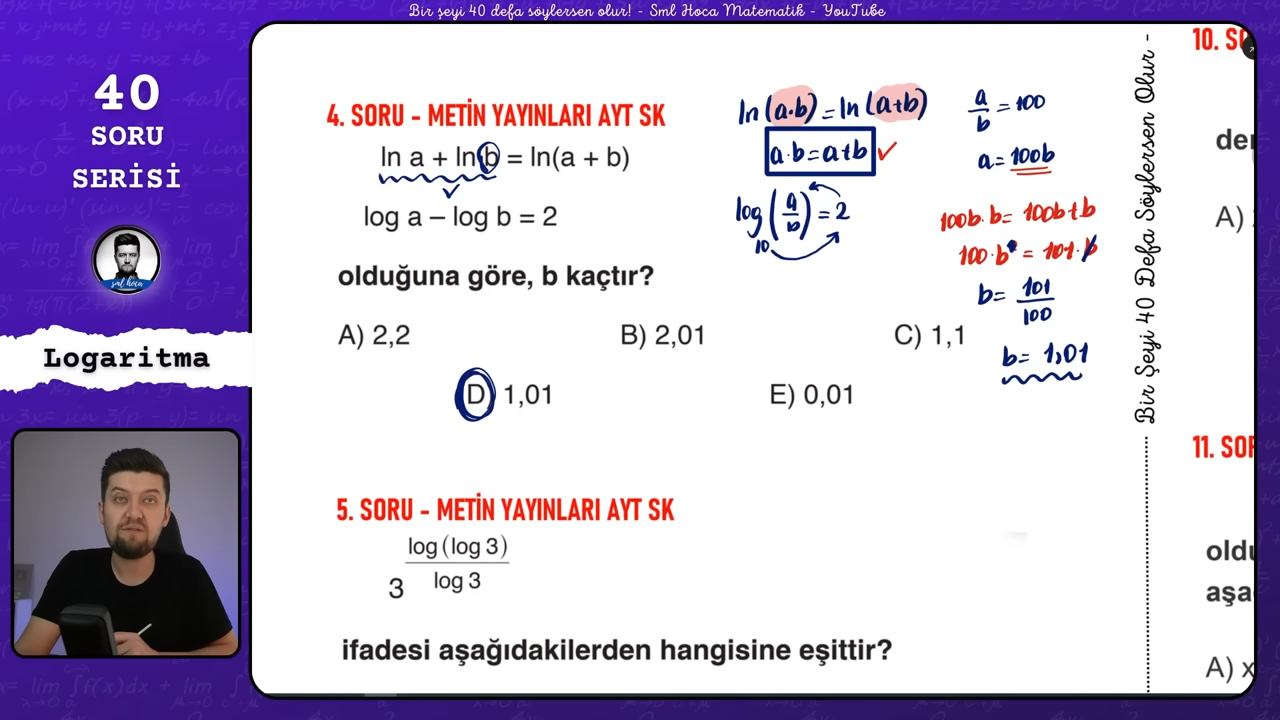 Bir şeyi 40 defa söylersen olur! - Sml Hoca Matematik - YouTube
40
SORU
SERİSİ
sml hoca
Logaritma
4. SORU - METİN YAYINLARI AYT SK
ln a + ln b = ln(a + b)
log a – log b = 2
olduğuna göre, b kaçtır?
A) 2,2
B) 2,01
C) 1,1
D) 1,01
E) 0,01
ln(a·b) = ln(a+b)
a·b = a+b
log₁₀(a/b) = 2
a/b = 100
a = 100b
100b·b = 100b+b
100·b² = 101·b
b = 101/100
b = 1,01
5. SORU - METİN YAYINLARI AYT SK
3^(log(log 3)/log 3)
ifadesi aşağıdakilerden hangisine eşittir?
Bir Şeyi 40 Defa Söylersen Olur -
10. S
A)
11. SO
A) x